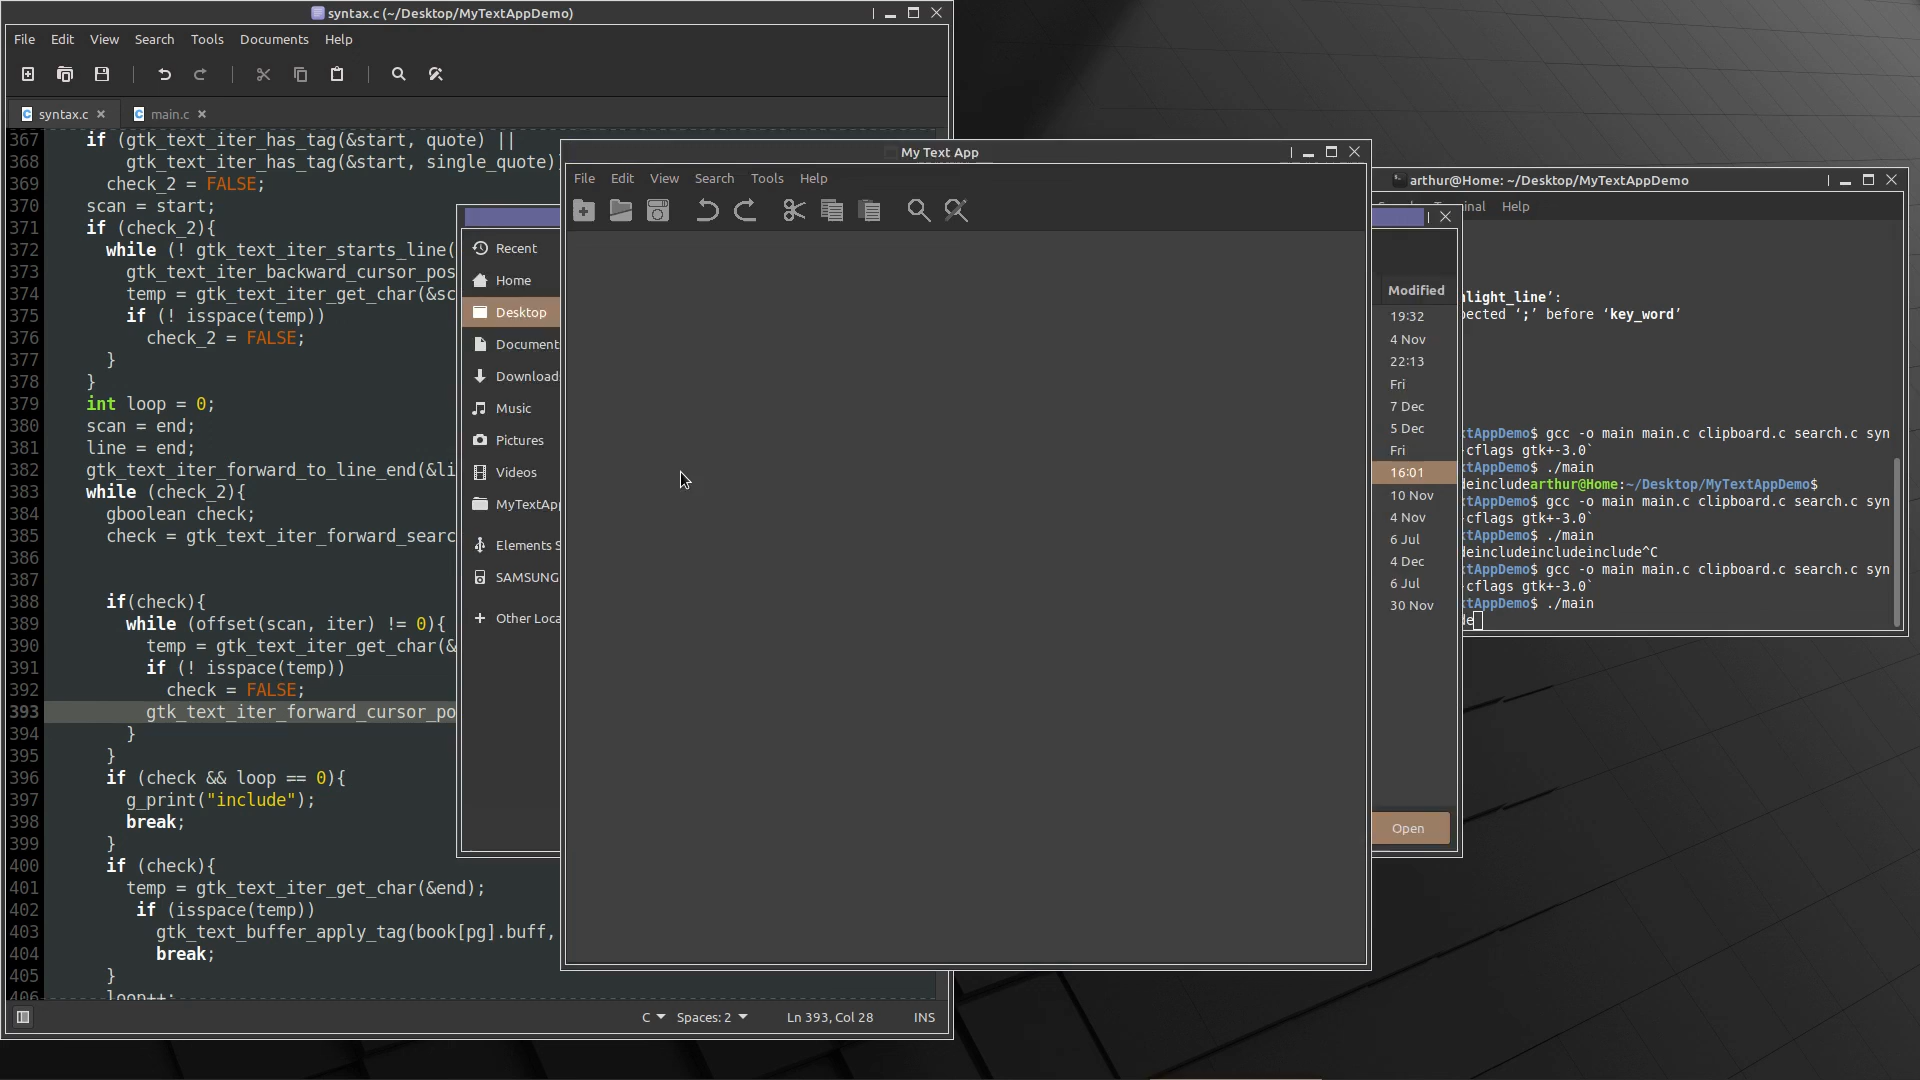 syntax.c (~/Desktop/MyTextAppDemo)
File Edit View Search Tools Documents Help
syntax.c main.c
367 if (gtk_text_iter_has_tag(&start, quote) ||
368 gtk_text_iter_has_tag(&start, single_quote)
369 check_2 = FALSE;
370 scan = start;
371 if (check_2){
372 while (! gtk_text_iter_starts_line(
373 gtk_text_iter_backward_cursor_pos
374 temp = gtk_text_iter_get_char(&sc
375 if (! isspace(temp))
376 check_2 = FALSE;
377 }
378 }
379 int loop = 0;
380 scan = end;
381 line = end;
382 gtk_text_iter_forward_to_line_end(&li
383 while (check_2){
384 gboolean check;
385 check = gtk_text_iter_forward_searc
386
387
388 if(check){
389 while (offset(scan, iter) != 0){
390 temp = gtk_text_iter_get_char(&
391 if (! isspace(temp))
392 check = FALSE;
393 gtk_text_iter_forward_cursor_po
394 }
395 }
396 if (check && loop == 0){
397 g_print("include");
398 break;
399 }
400 if (check){
401 temp = gtk_text_iter_get_char(&end);
402 if (isspace(temp))
403 gtk_text_buffer_apply_tag(book[pg].buff,
404 break;
405 }
406 loop++;
C Spaces: 2 Ln 393, Col 28 INS
My Text App
File Edit View Search Tools Help
Recent
Home
Desktop
Document
Download
Music
Pictures
Videos
MyTextApp
Elements S
SAMSUNG
+ Other Loca
Modified
19:32
4 Nov
22:13
Fri
7 Dec
5 Dec
Fri
16:01
10 Nov
4 Nov
6 Jul
4 Dec
6 Jul
30 Nov
Open
arthur@Home: ~/Desktop/MyTextAppDemo
inal Help
light_line’:
pected ‘;’ before ‘key_word’
tAppDemo$ gcc -o main main.c clipboard.c search.c syn
-cflags gtk+-3.0`
tAppDemo$ ./main
deincludearthur@Home:~/Desktop/MyTextAppDemo$
tAppDemo$ gcc -o main main.c clipboard.c search.c syn
-cflags gtk+-3.0`
tAppDemo$ ./main
deincludeincludeinclude^C
tAppDemo$ gcc -o main main.c clipboard.c search.c syn
-cflags gtk+-3.0`
tAppDemo$ ./main
de